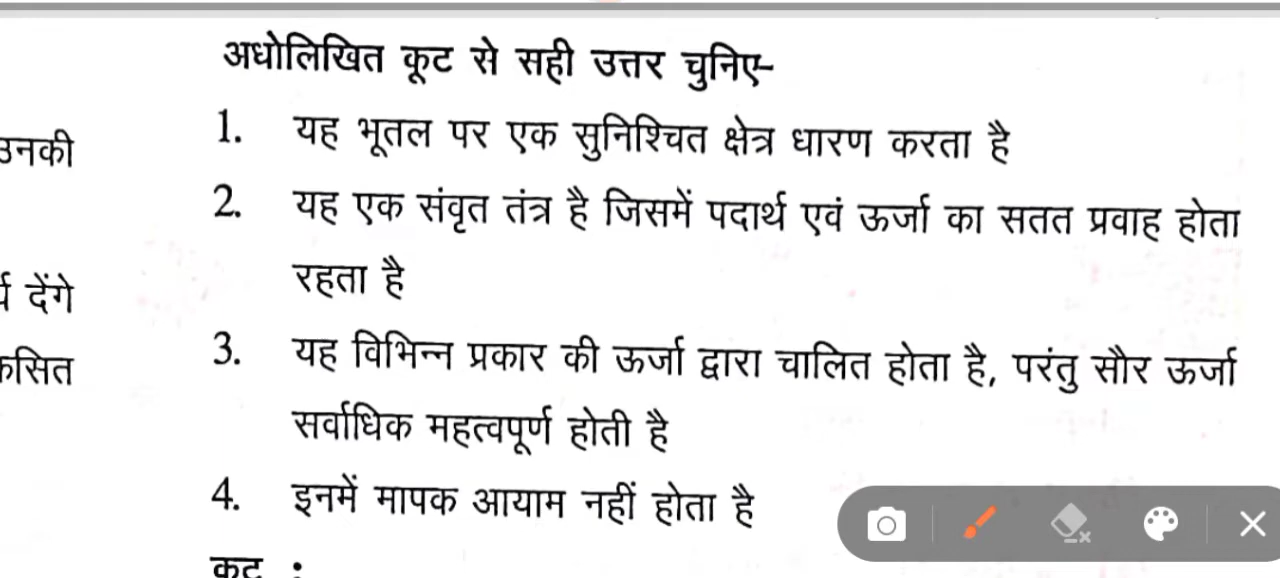 अधोलिखित कूट से सही उत्तर चुनिए-
1. यह भूतल पर एक सुनिश्चित क्षेत्र धारण करता है
उनकी
2. यह एक संवृत तंत्र है जिसमें पदार्थ एवं ऊर्जा का सतत प्रवाह होता
रहता है
देंगे
3. यह विभिन्न प्रकार की ऊर्जा द्वारा चालित होता है, परंतु सौर ऊर्जा
सर्वाधिक महत्वपूर्ण होती है
4. इनमें मापक आयाम नहीं होता है
कूट :